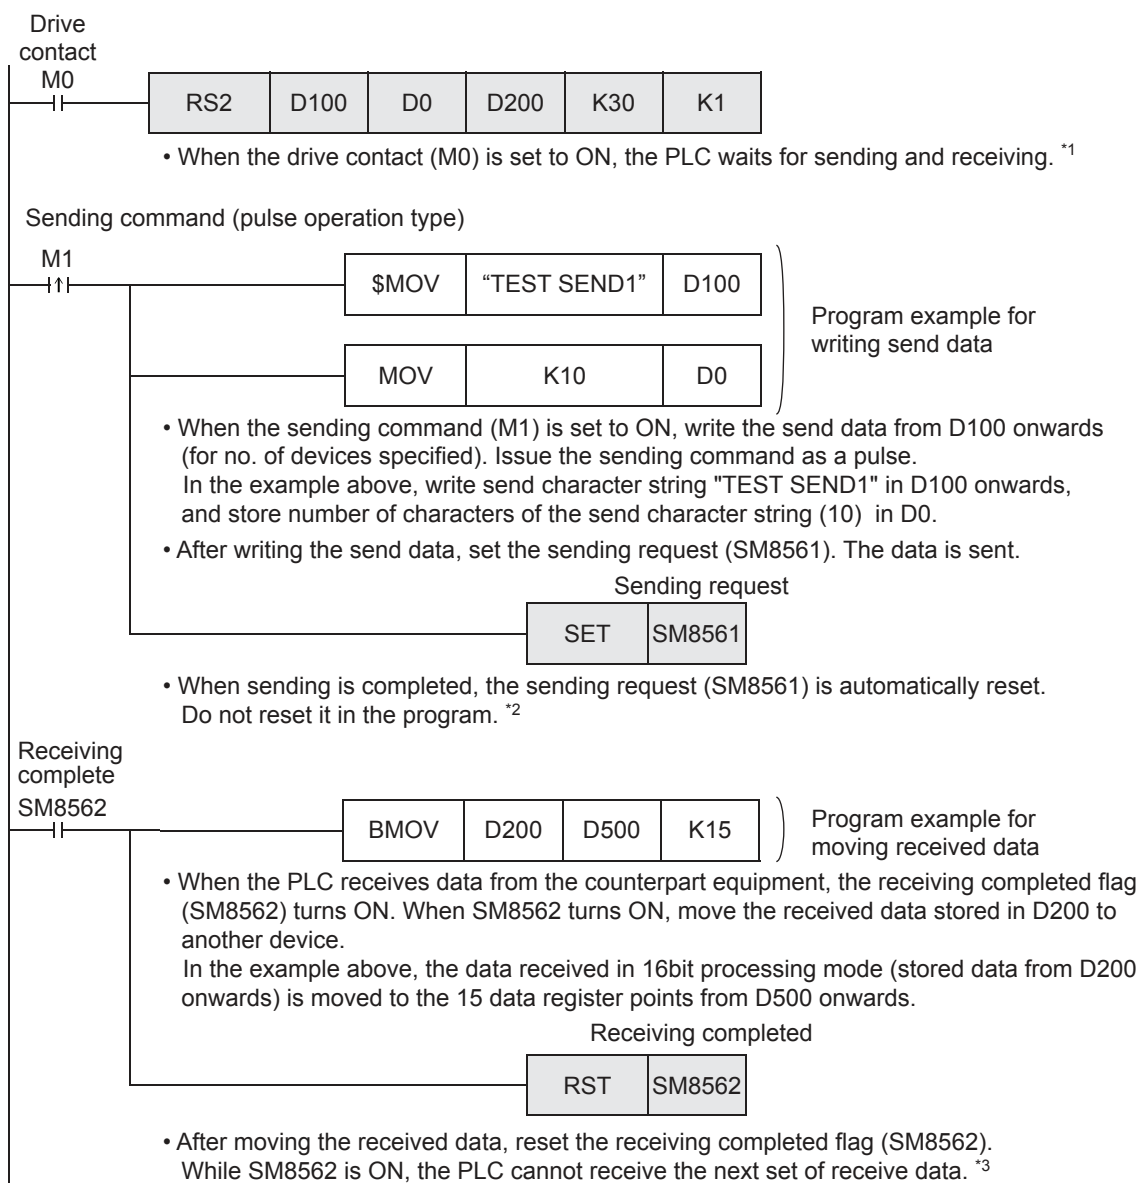 Drive
contact
M0
RS2 D100 D0 D200 K30 K1
• When the drive contact (M0) is set to ON, the PLC waits for sending and receiving. *1
Sending command (pulse operation type)
M1
$MOV “TEST SEND1” D100
Program example for
writing send data
MOV K10 D0
• When the sending command (M1) is set to ON, write the send data from D100 onwards
(for no. of devices specified). Issue the sending command as a pulse.
In the example above, write send character string "TEST SEND1" in D100 onwards,
and store number of characters of the send character string (10) in D0.
• After writing the send data, set the sending request (SM8561). The data is sent.
Sending request
SET SM8561
• When sending is completed, the sending request (SM8561) is automatically reset.
Do not reset it in the program. *2
Receiving
complete
SM8562
BMOV D200 D500 K15
Program example for
moving received data
• When the PLC receives data from the counterpart equipment, the receiving completed flag
(SM8562) turns ON. When SM8562 turns ON, move the received data stored in D200 to
another device.
In the example above, the data received in 16bit processing mode (stored data from D200
onwards) is moved to the 15 data register points from D500 onwards.
Receiving completed
RST SM8562
• After moving the received data, reset the receiving completed flag (SM8562).
While SM8562 is ON, the PLC cannot receive the next set of receive data. *3